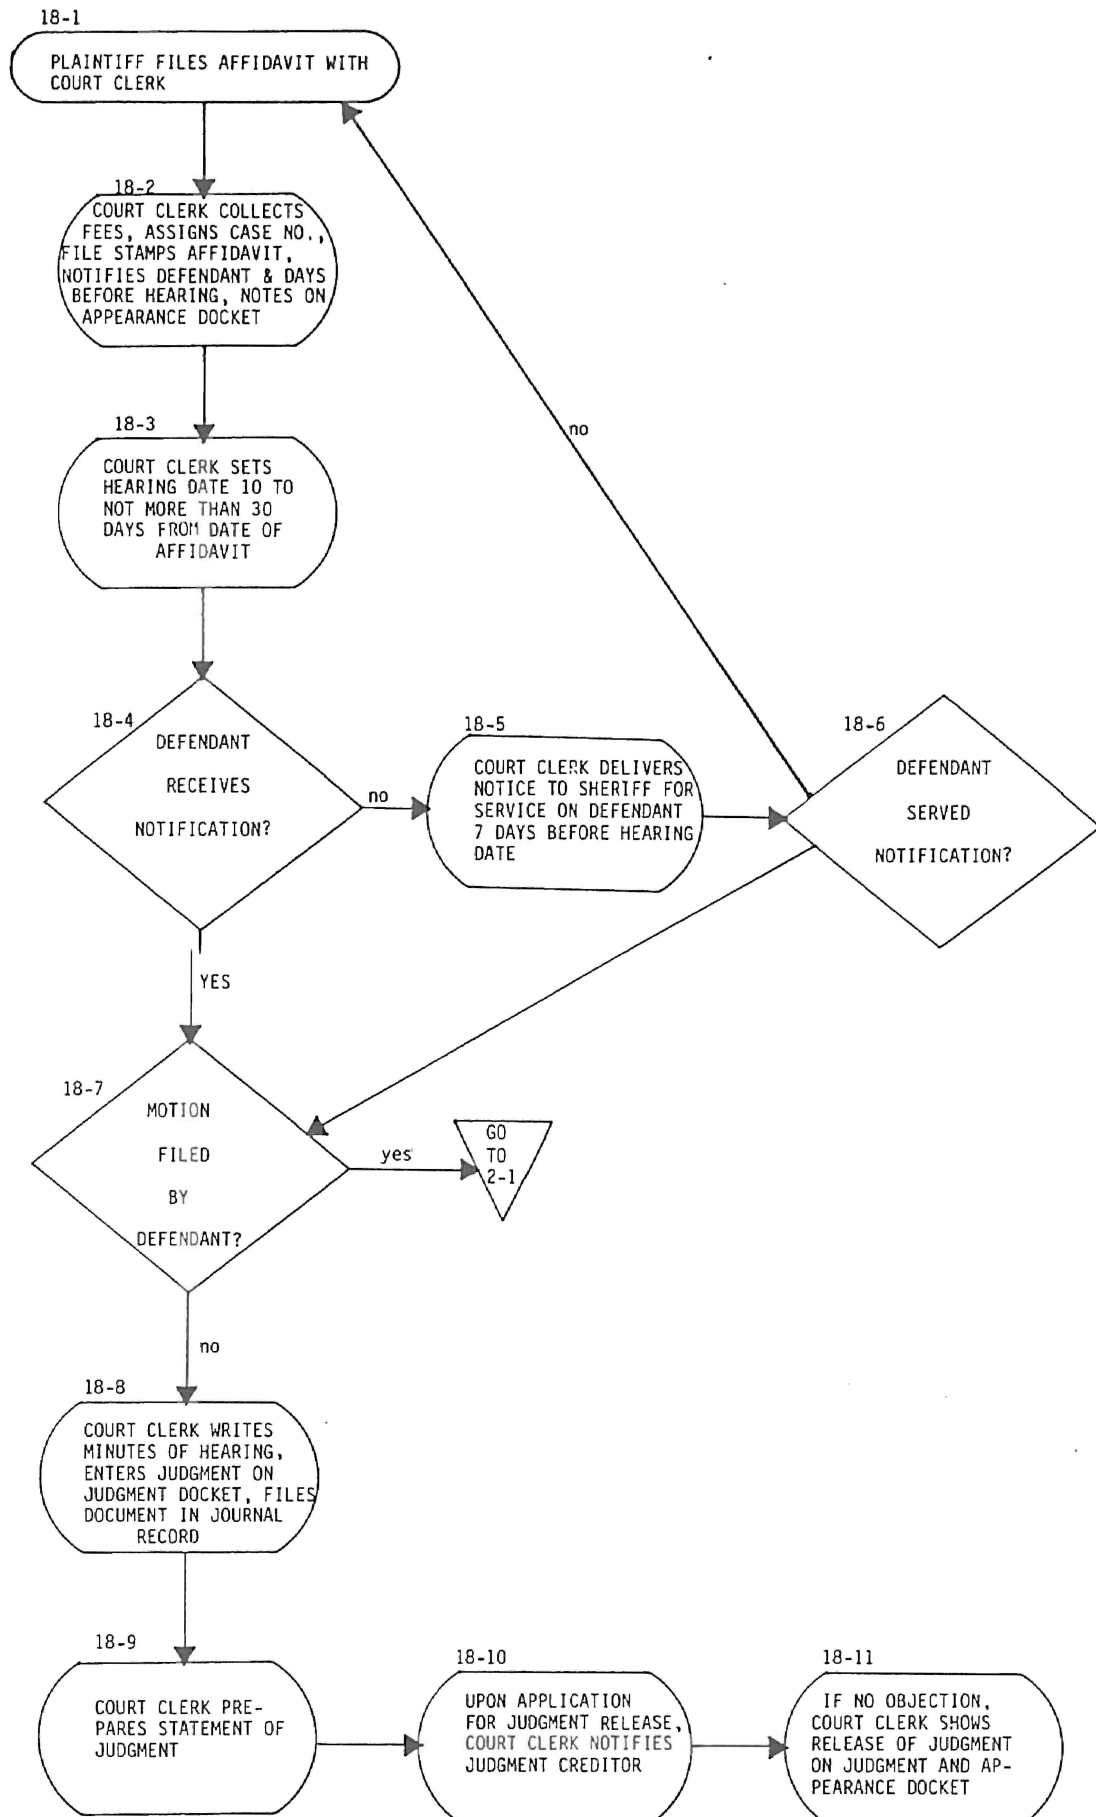 18-1
PLAINTIFF FILES AFFIDAVIT WITH
COURT CLERK
18-2
COURT CLERK COLLECTS
FEES, ASSIGNS CASE NO.,
FILE STAMPS AFFIDAVIT,
NOTIFIES DEFENDANT & DAYS
BEFORE HEARING, NOTES ON
APPEARANCE DOCKET
no
18-3
COURT CLERK SETS
HEARING DATE 10 TO
NOT MORE THAN 30
DAYS FROM DATE OF
AFFIDAVIT
18-4
DEFENDANT
RECEIVES
NOTIFICATION?
no
18-5
COURT CLERK DELIVERS
NOTICE TO SHERIFF FOR
SERVICE ON DEFENDANT
7 DAYS BEFORE HEARING
DATE
18-6
DEFENDANT
SERVED
NOTIFICATION?
YES
18-7
MOTION
FILED
BY
DEFENDANT?
yes
GO
TO
2-1
no
18-8
COURT CLERK WRITES
MINUTES OF HEARING,
ENTERS JUDGMENT ON
JUDGMENT DOCKET, FILES
DOCUMENT IN JOURNAL
RECORD
18-9
COURT CLERK PRE-
PARES STATEMENT OF
JUDGMENT
18-10
UPON APPLICATION
FOR JUDGMENT RELEASE,
COURT CLERK NOTIFIES
JUDGMENT CREDITOR
18-11
IF NO OBJECTION,
COURT CLERK SHOWS
RELEASE OF JUDGMENT
ON JUDGMENT AND AP-
PEARANCE DOCKET